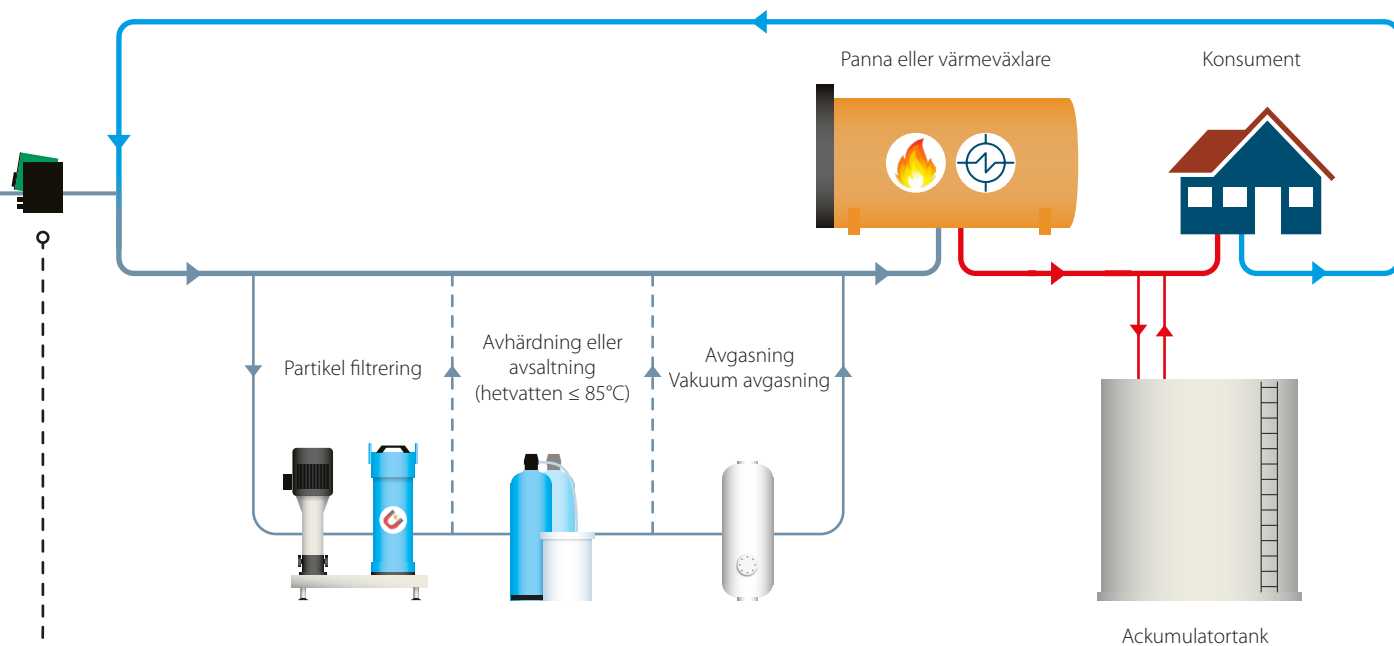 Panna eller värmeväxlare
Konsument
Partikel filtrering
Avhärdning eller
avsaltning
(hetvatten ≤ 85°C)
Avgasning
Vakuum avgasning
Ackumulatortank